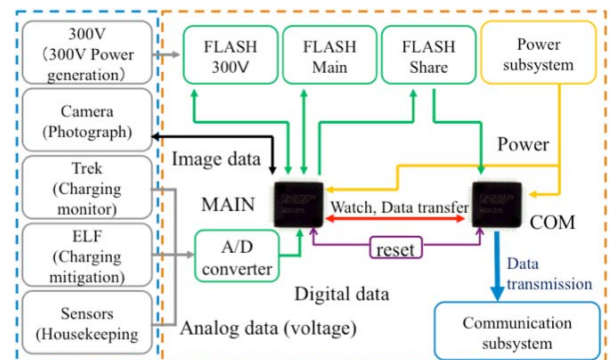 300V
(300V Power
generation)
Camera
(Photograph)
Trek
(Charging
monitor)
ELF
(Charging
mitigation)
Sensors
(Housekeeping
FLASH
300V
FLASH
Main
FLASH
Share
Power
subsystem
Image data
Power
MAIN
Watch, Data transfer
COM
reset
A/D
converter
Digital data
Analog data (voltage)
Data
transmission
Communication
subsystem